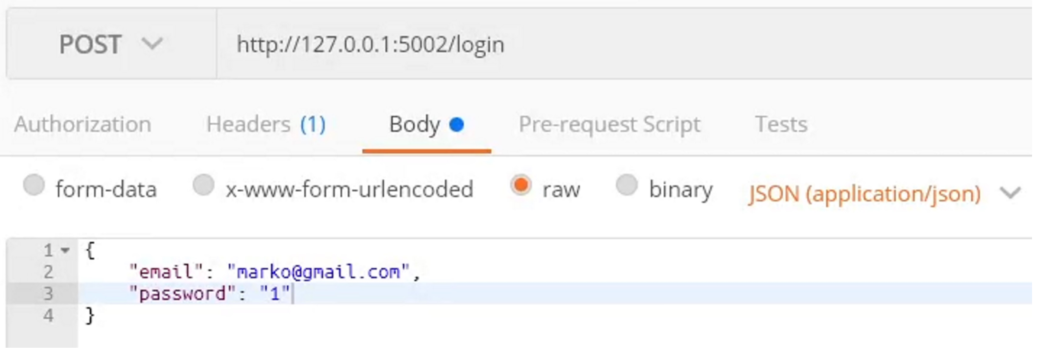 POST http://127.0.0.1:5002/login
Authorization Headers (1) Body Pre-request Script Tests
form-data x-www-form-urlencoded raw binary JSON (application/json)
1 {
2 "email": "marko@gmail.com",
3 "password": "1"
4 }